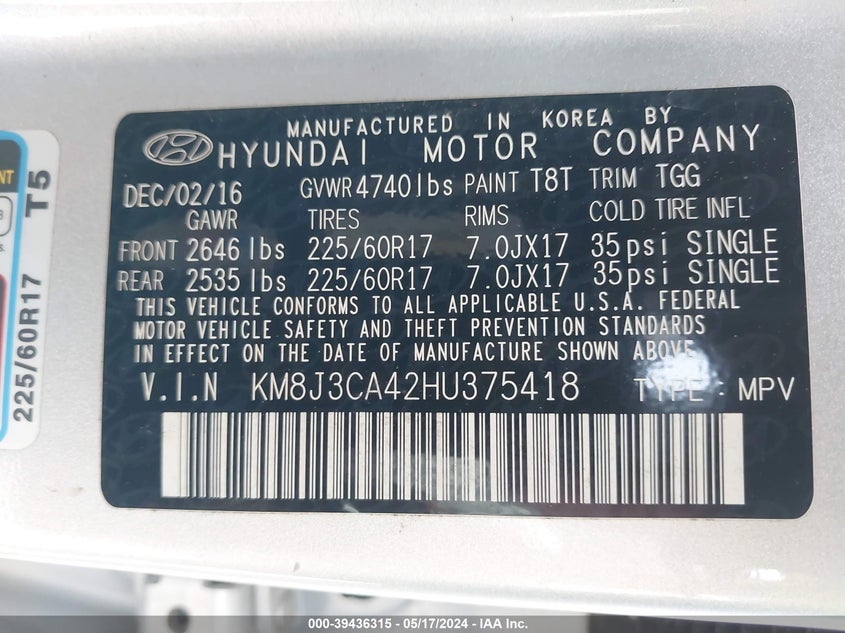 MANUFACTURED IN KOREA BY
HYUNDAI MOTOR COMPANY
DEC/02/16 GVWR 4740lbs PAINT T8T TRIM TGG
GAWR TIRES RIMS COLD TIRE INFL
FRONT 2646 lbs 225/60R17 7.0JX17 35psi SINGLE
REAR 2535 lbs 225/60R17 7.0JX17 35psi SINGLE
THIS VEHICLE CONFORMS TO ALL APPLICABLE U.S.A. FEDERAL
MOTOR VEHICLE SAFETY AND THEFT PREVENTION STANDARDS
IN EFFECT ON THE DATE OF MANUFACTURE SHOWN ABOVE.
V.I.N KM8J3CA42HU375418 TYPE : MPV
225/60R17 T5
000-39436315 - 05/17/2024 - IAA Inc.